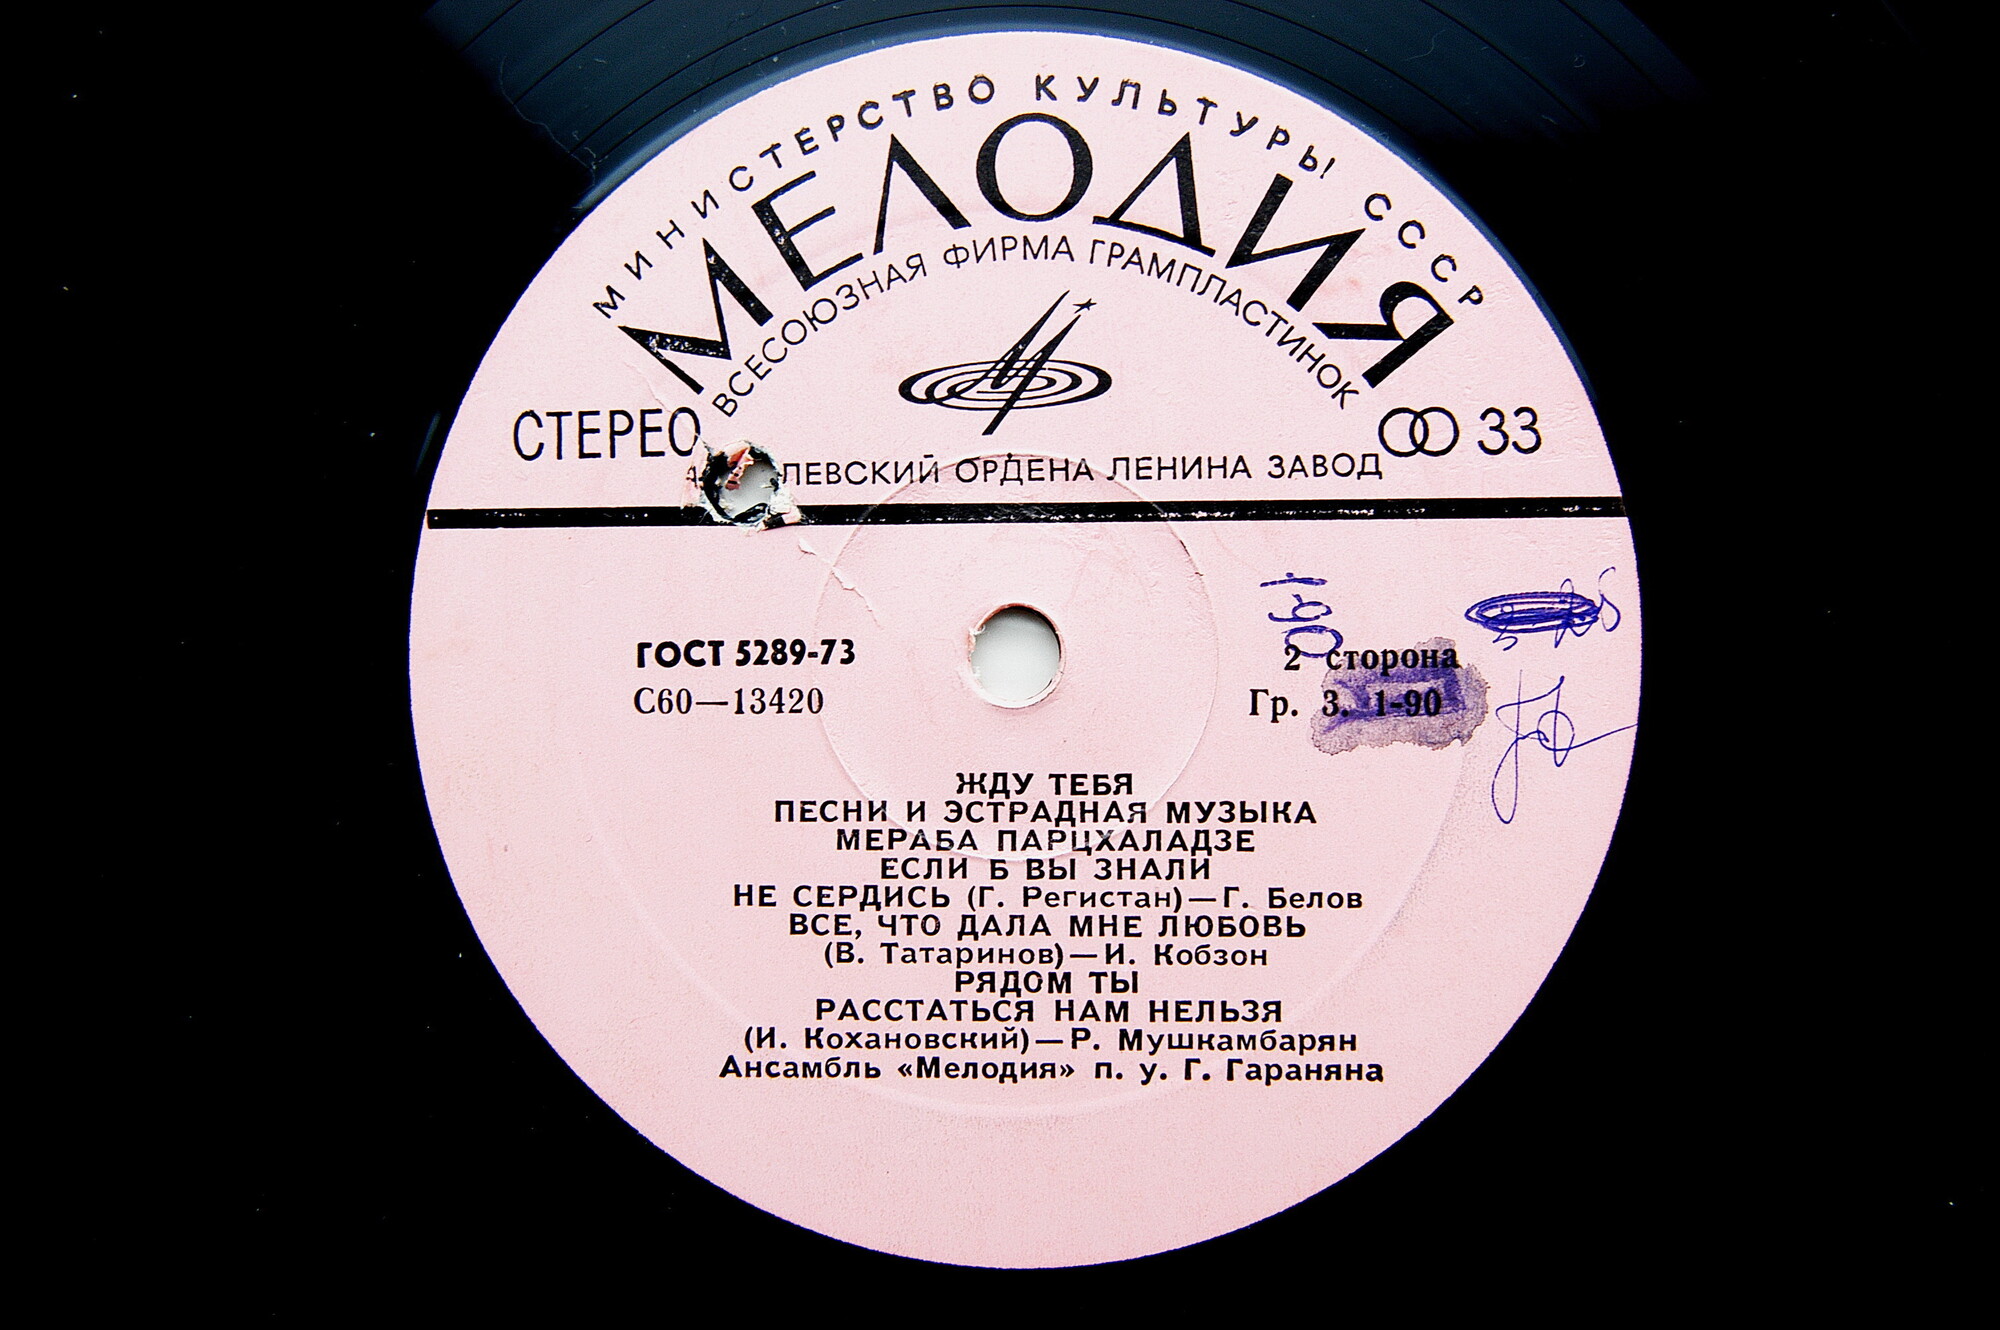 МИНИСТЕРСТВО КУЛЬТУРЫ СССР
МЕЛОДИЯ
ВСЕСОЮЗНАЯ ФИРМА ГРАМПЛАСТИНОК
СТЕРЕО
33
ЛЕВСКИЙ ОРДЕНА ЛЕНИНА ЗАВОД
ГОСТ 5289-73
С60—13420
1-90
2 сторона
Гр. 3. 1-90
ЖДУ ТЕБЯ
ПЕСНИ И ЭСТРАДНАЯ МУЗЫКА
МЕРАБА ПАРЦХАЛАДЗЕ
ЕСЛИ Б ВЫ ЗНАЛИ
НЕ СЕРДИСЬ (Г. Регистан)—Г. Белов
ВСЕ, ЧТО ДАЛА МНЕ ЛЮБОВЬ
(В. Татаринов)—И. Кобзон
РЯДОМ ТЫ
РАССТАТЬСЯ НАМ НЕЛЬЗЯ
(И. Кохановский)—Р. Мушкамбарян
Ансамбль «Мелодия» п. у. Г. Гараняна